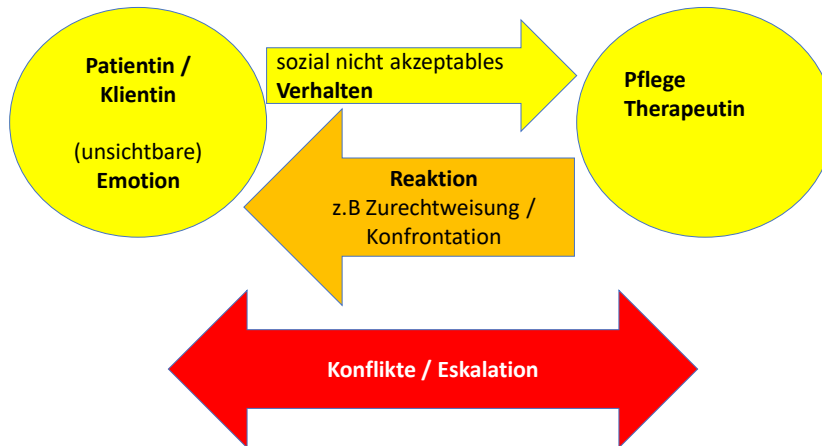 Patientin /
Klientin
(unsichtbare)
Emotion
sozial nicht akzeptables
Verhalten
Pflege
Therapeutin
Reaktion
z.B Zurechtweisung /
Konfrontation
Konflikte / Eskalation